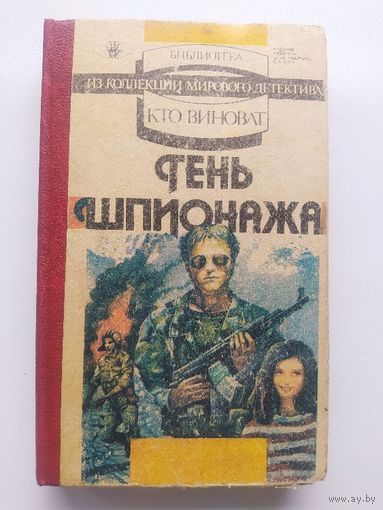 БИБЛИОТЕКА
ИЗ КОЛЛЕКЦИИ МИРОВОГО ДЕТЕКТИВА
КТО ВИНОВАТ
ТЕНЬ
ШПИОНАЖА
www.ay.by